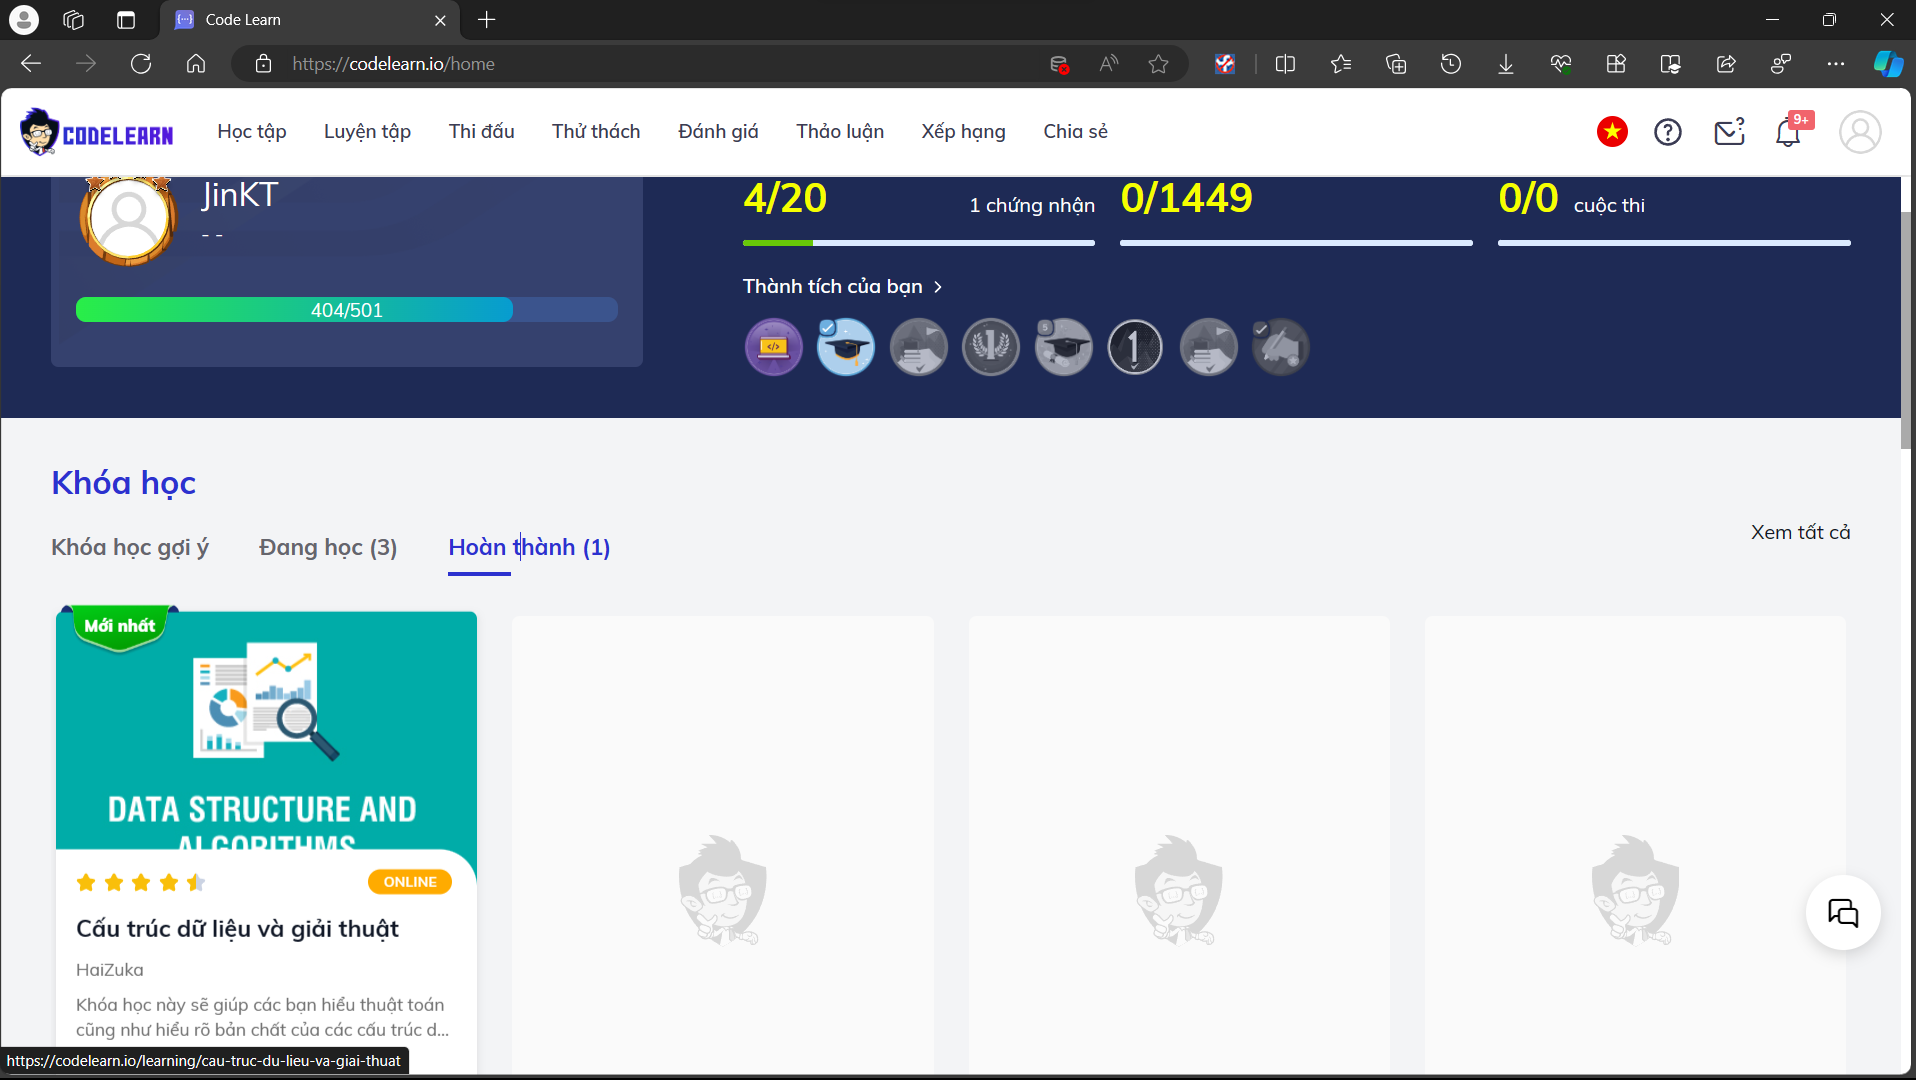 Code Learn
https://codelearn.io/home
CODELEARN
Học tập
Luyện tập
Thi đấu
Thử thách
Đánh giá
Thảo luận
Xếp hạng
Chia sẻ
?
?
9+
JinKT
- -
404/501
4/20
1 chứng nhận
0/1449
0/0 cuộc thi
Thành tích của bạn >
Khóa học
Khóa học gợi ý
Đang học (3)
Hoàn thành (1)
Xem tất cả
Mới nhất
DATA STRUCTURE AND
ALGORITHMS
ONLINE
Cấu trúc dữ liệu và giải thuật
HaiZuka
Khóa học này sẽ giúp các bạn hiểu thuật toán
cũng như hiểu rõ bản chất của các cấu trúc d...
https://codelearn.io/learning/cau-truc-du-lieu-va-giai-thuat